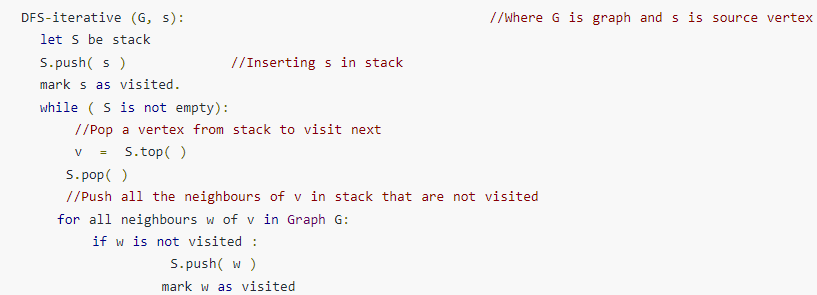 DFS-iterative (G, s): //Where G is graph and s is source vertex
let S be stack
S.push( s ) //Inserting s in stack
mark s as visited.
while ( S is not empty):
//Pop a vertex from stack to visit next
v = S.top( )
S.pop( )
//Push all the neighbours of v in stack that are not visited
for all neighbours w of v in Graph G:
if w is not visited :
S.push( w )
mark w as visited